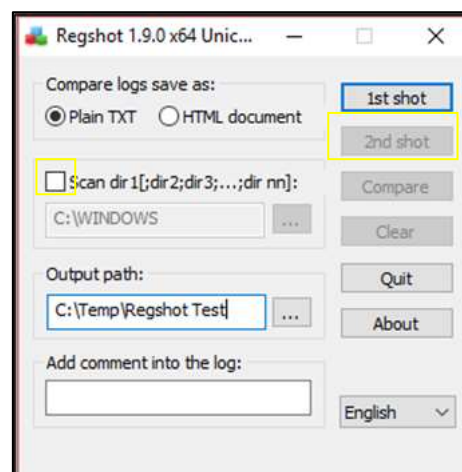 Regshot 1.9.0 x64 Unic...
Compare logs save as:
Plain TXT HTML document
1st shot
2nd shot
Scan dir1[;dir2;dir3;...;dir nn]:
Compare
C:\WINDOWS ...
Clear
Output path:
Quit
C:\Temp\Regshot Test ...
About
Add comment into the log:
English